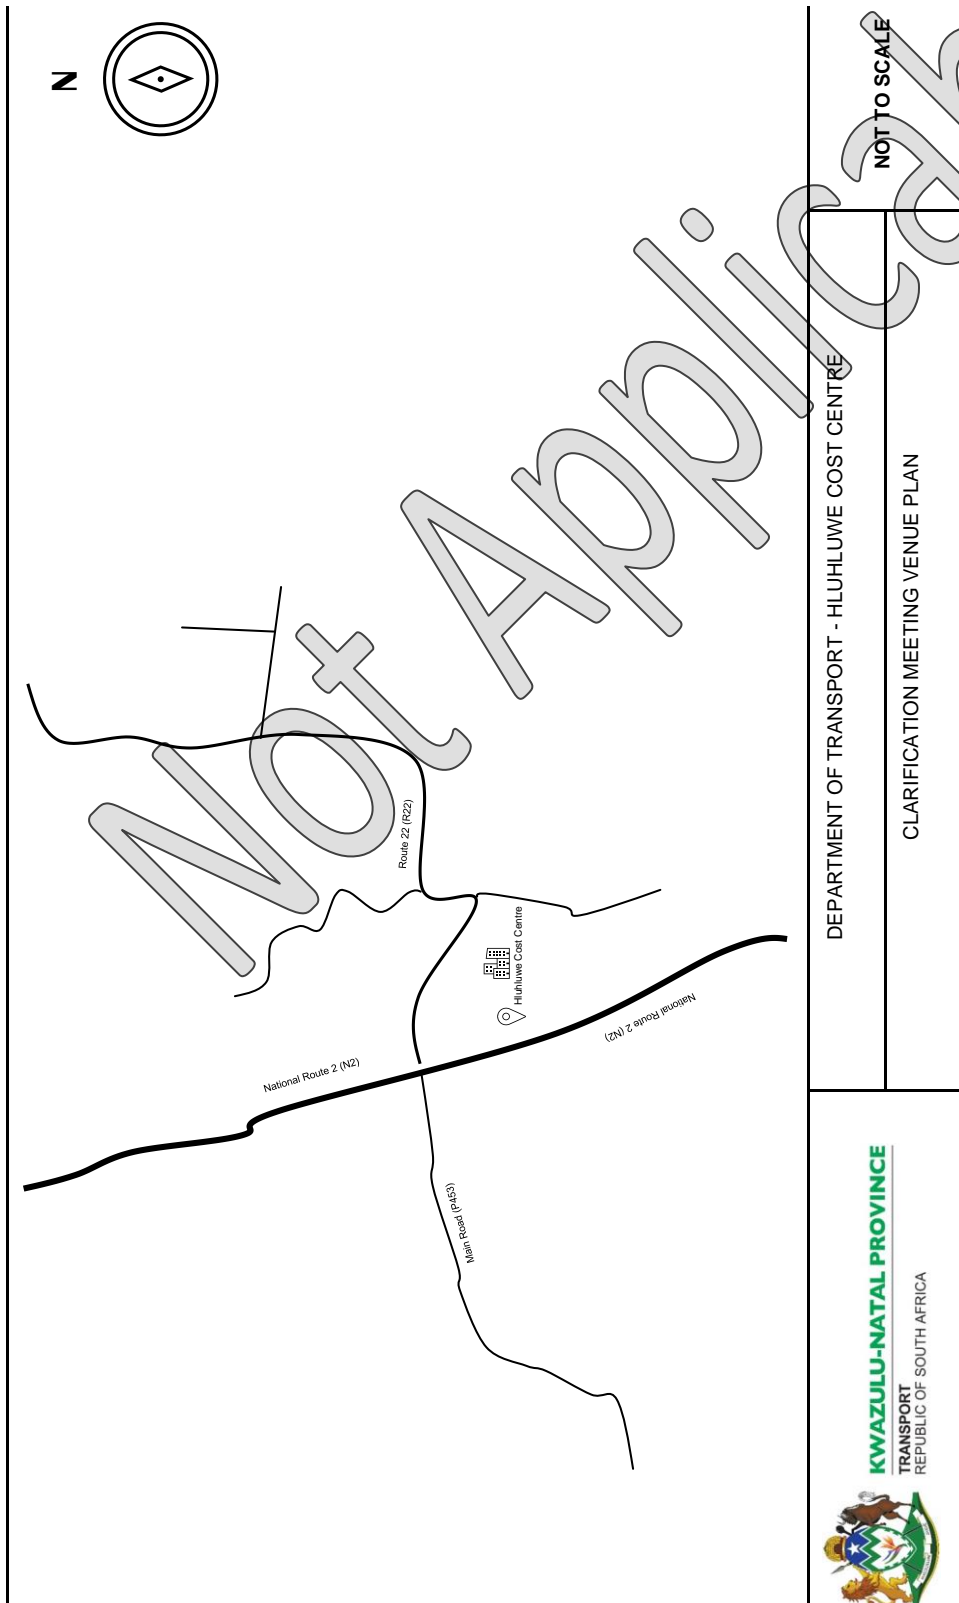 N
National Route 2 (N2)
Route 22 (R22)
Main Road (P453)
Hluhluwe Cost Centre
National Route 2 (N2)
Not Applicab
KWAZULU-NATAL PROVINCE
TRANSPORT
REPUBLIC OF SOUTH AFRICA
DEPARTMENT OF TRANSPORT - HLUHLUWE COST CENTRE
CLARIFICATION MEETING VENUE PLAN
NOT TO SCALE